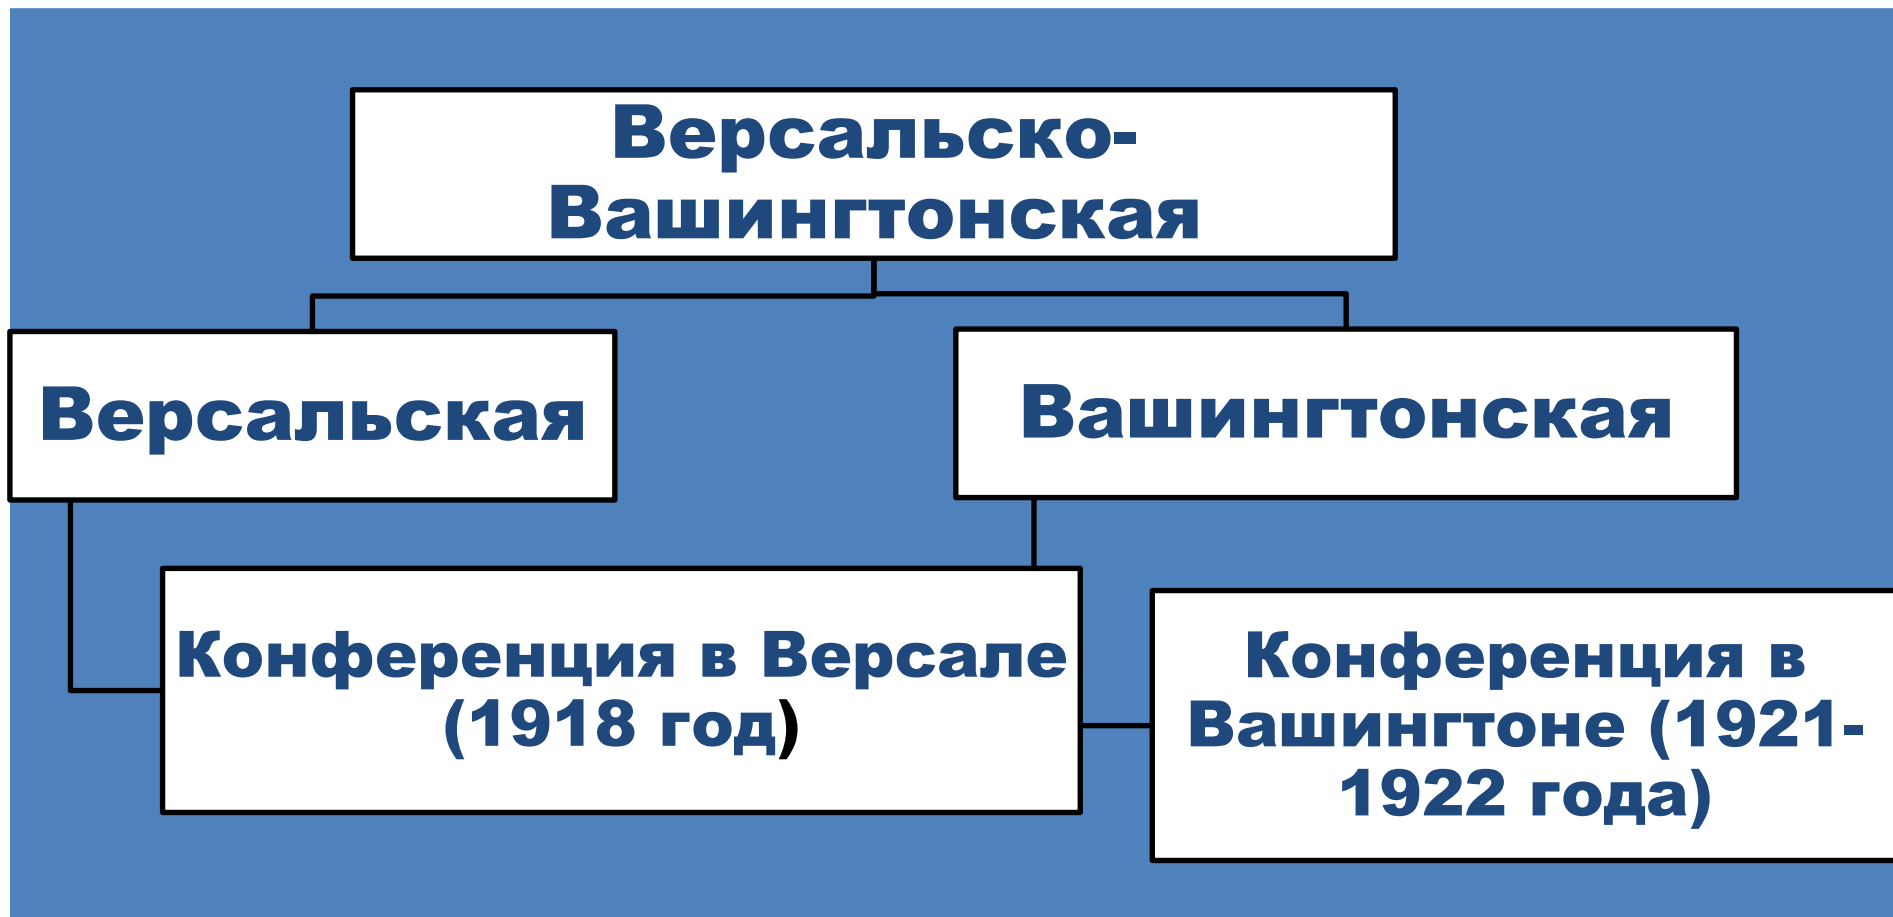 Версальско-
Вашингтонская
Версальская
Вашингтонская
Конференция в Версале
(1918 год)
Конференция в
Вашингтоне (1921-
1922 года)